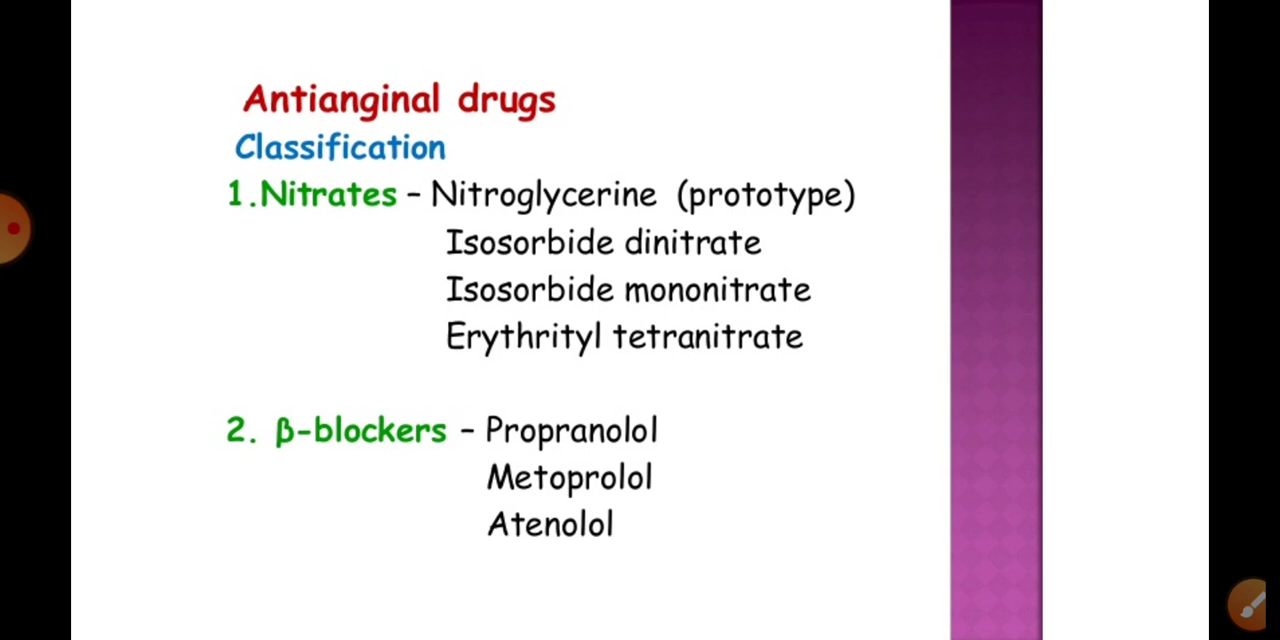 Antianginal drugs
Classification
1.Nitrates – Nitroglycerine (prototype)
Isosorbide dinitrate
Isosorbide mononitrate
Erythrityl tetranitrate
2. β-blockers – Propranolol
Metoprolol
Atenolol